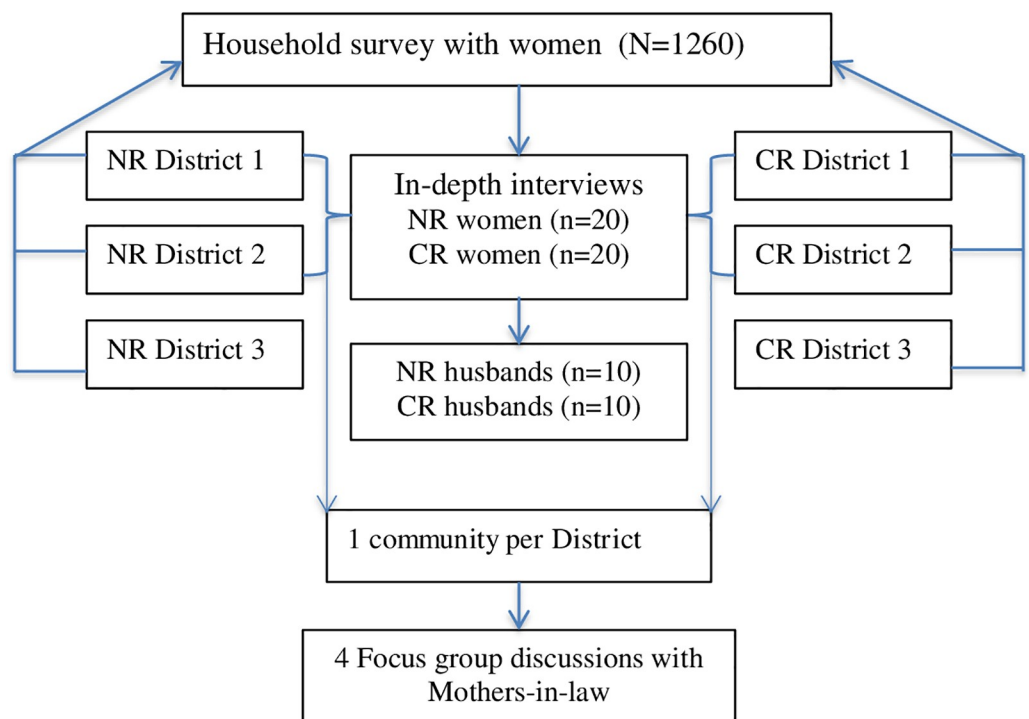 Household survey with women (N=1260)
NR District 1
NR District 2
NR District 3
In-depth interviews
NR women (n=20)
CR women (n=20)
NR husbands (n=10)
CR husbands (n=10)
CR District 1
CR District 2
CR District 3
1 community per District
4 Focus group discussions with
Mothers-in-law